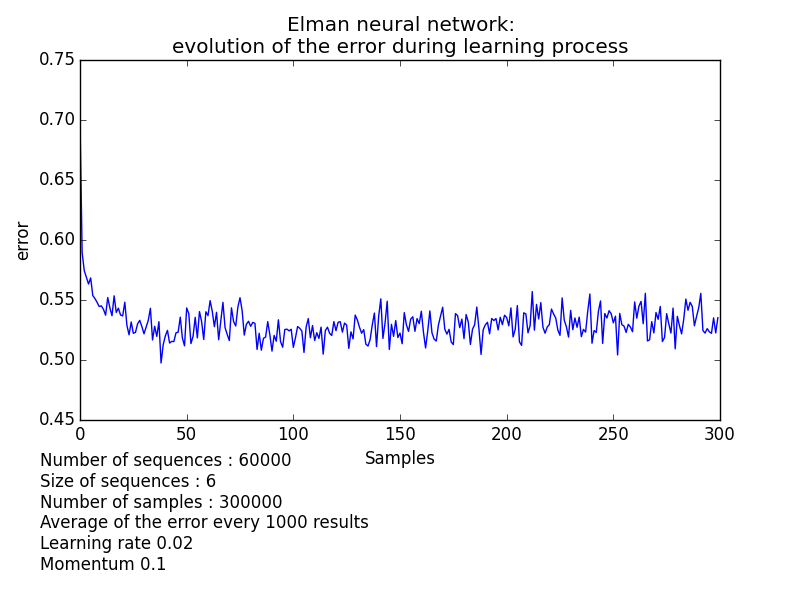 Elman neural network:
evolution of the error during learning process
0.75
0.70
0.65
0.60
0.55
0.50
0.45
error
0 50 100 150 200 250 300
Samples
Number of sequences : 60000
Size of sequences : 6
Number of samples : 300000
Average of the error every 1000 results
Learning rate 0.02
Momentum 0.1